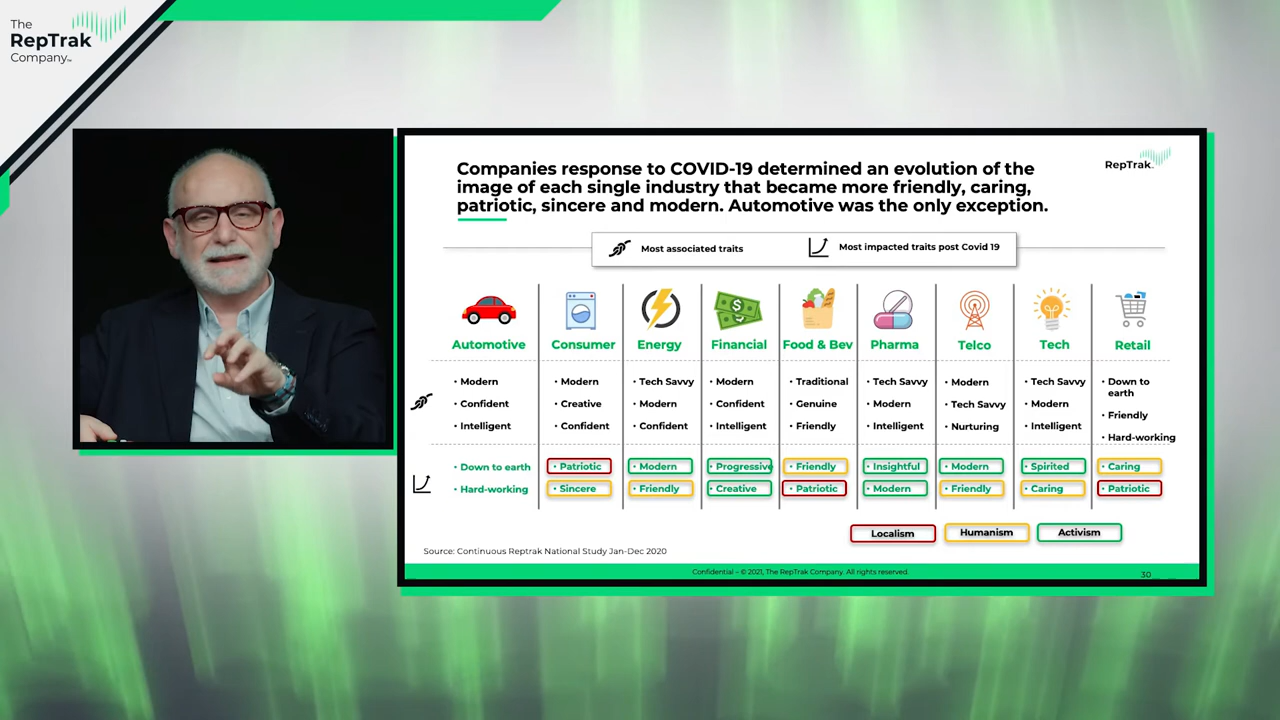 The
RepTrak
Company™
Companies response to COVID-19 determined an evolution of the
image of each single industry that became more friendly, caring,
patriotic, sincere and modern. Automotive was the only exception.
RepTrak
Most associated traits
Most impacted traits post Covid 19
Automotive
Consumer
Energy
Financial
Food & Bev
Pharma
Telco
Tech
Retail
• Modern
• Confident
• Intelligent
• Modern
• Creative
• Confident
• Tech Savvy
• Modern
• Confident
• Modern
• Confident
• Intelligent
• Traditional
• Genuine
• Friendly
• Tech Savvy
• Modern
• Intelligent
• Modern
• Tech Savvy
• Nurturing
• Tech Savvy
• Modern
• Intelligent
• Down to
earth
• Friendly
• Hard-working
• Down to earth
• Hard-working
• Patriotic
• Sincere
• Modern
• Friendly
• Progressive
• Creative
• Friendly
• Patriotic
• Insightful
• Modern
• Modern
• Friendly
• Spirited
• Caring
• Caring
• Patriotic
Localism
Humanism
Activism
Source: Continuous Reptrak National Study Jan-Dec 2020
Confidential – © 2021, The RepTrak Company. All rights reserved.
30